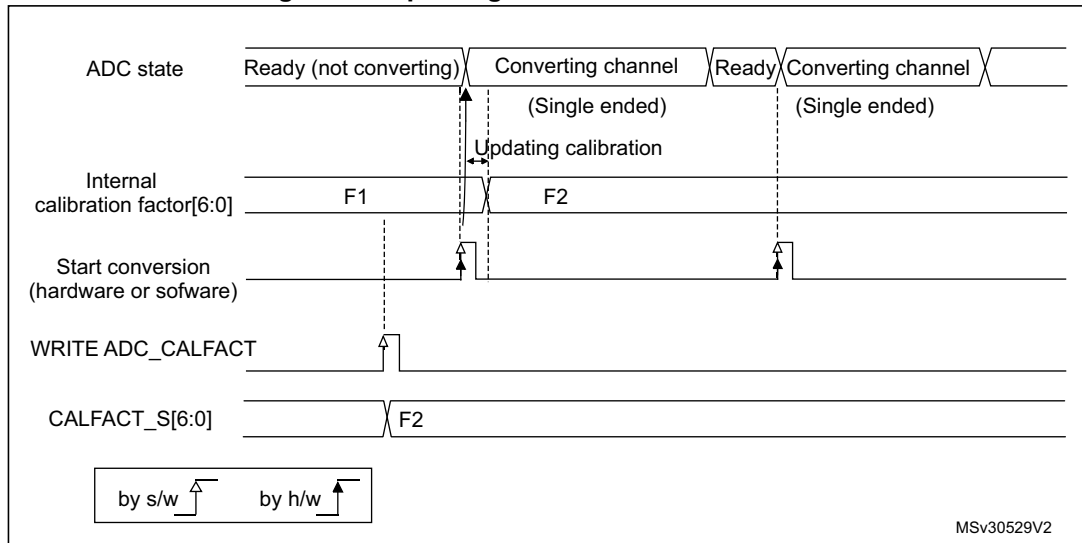 ADC state
Ready (not converting)
Converting channel
Ready
Converting channel
(Single ended)
(Single ended)
Updating calibration
Internal
calibration factor[6:0]
F1
F2
Start conversion
(hardware or sofware)
WRITE ADC_CALFACT
CALFACT_S[6:0]
F2
by s/w
by h/w
MSv30529V2